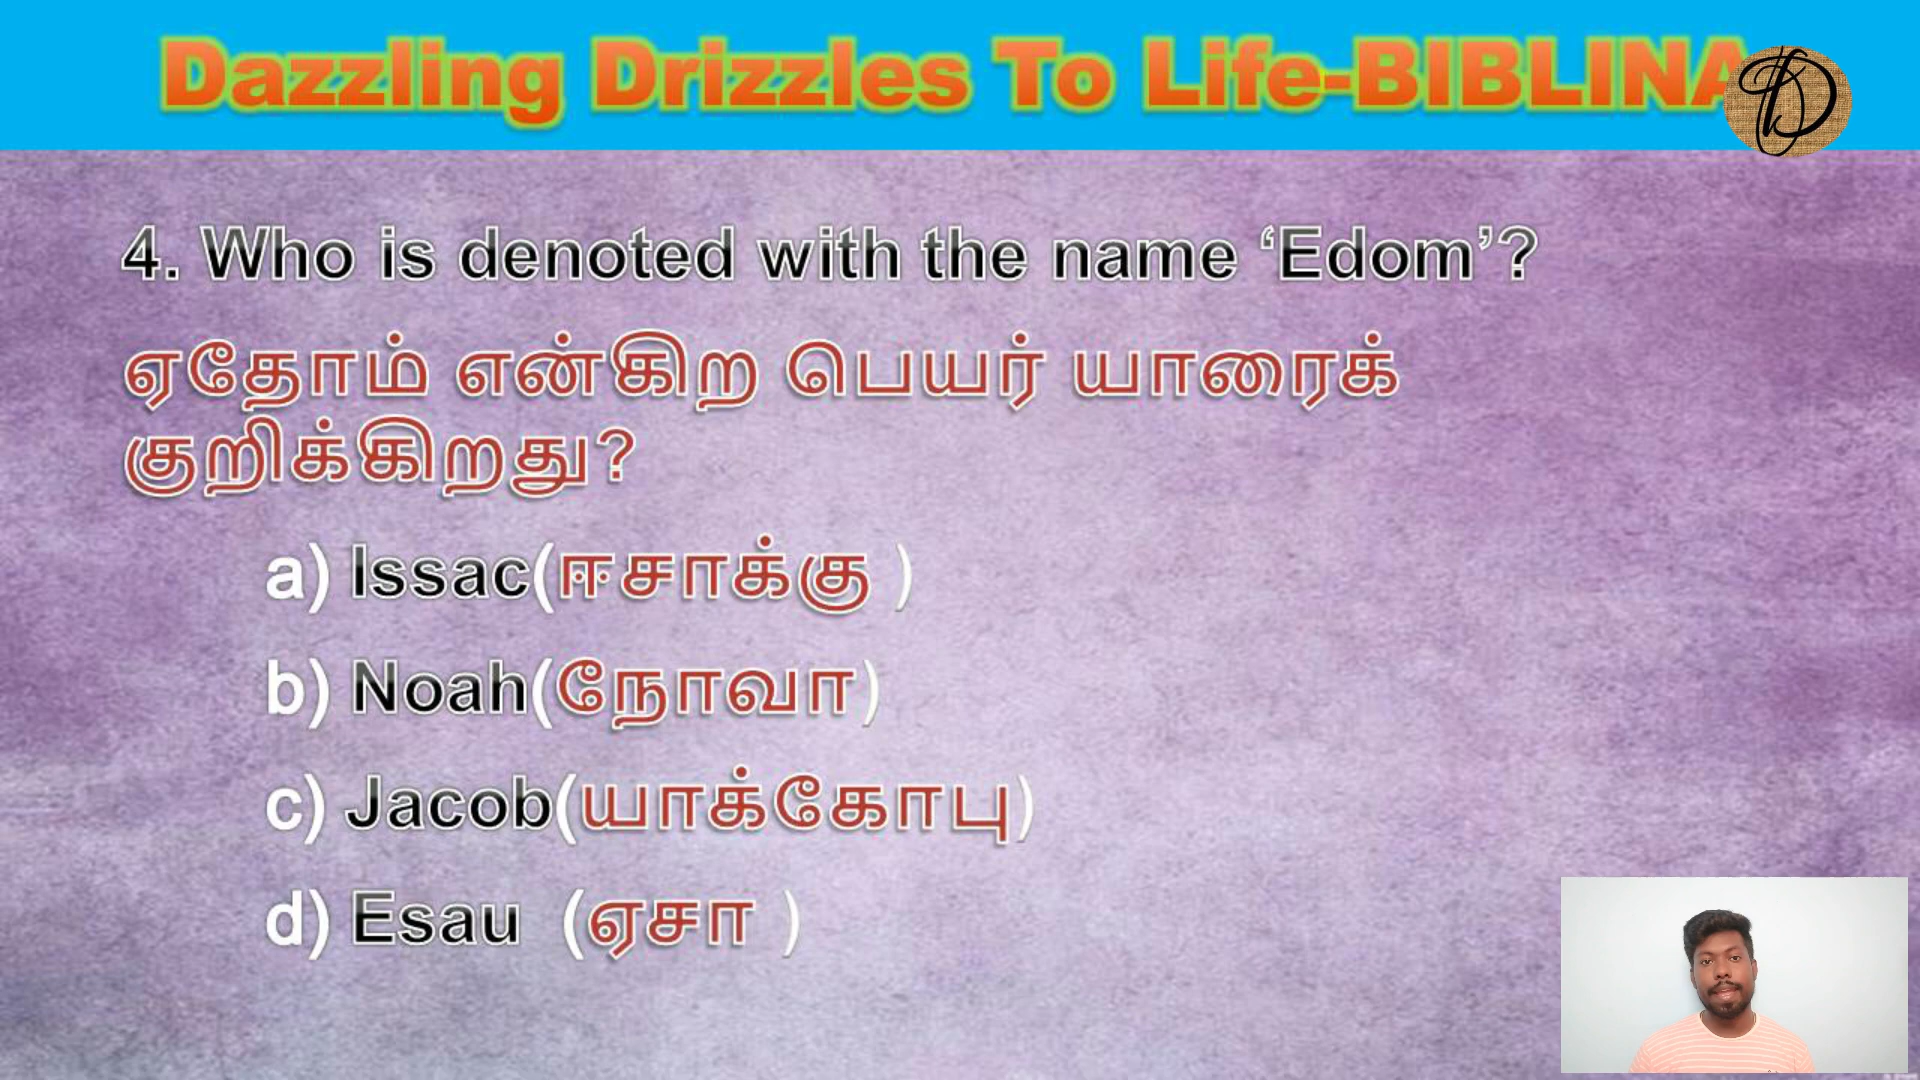 Dazzling Drizzles To Life-BIBLINA
4. Who is denoted with the name ‘Edom’?
ஏதோம் என்கிற பெயர் யாரைக்
குறிக்கிறது?
a) Issac(ஈசாக்கு )
b) Noah(நோவா)
c) Jacob(யாக்கோபு)
d) Esau (ஏசா )